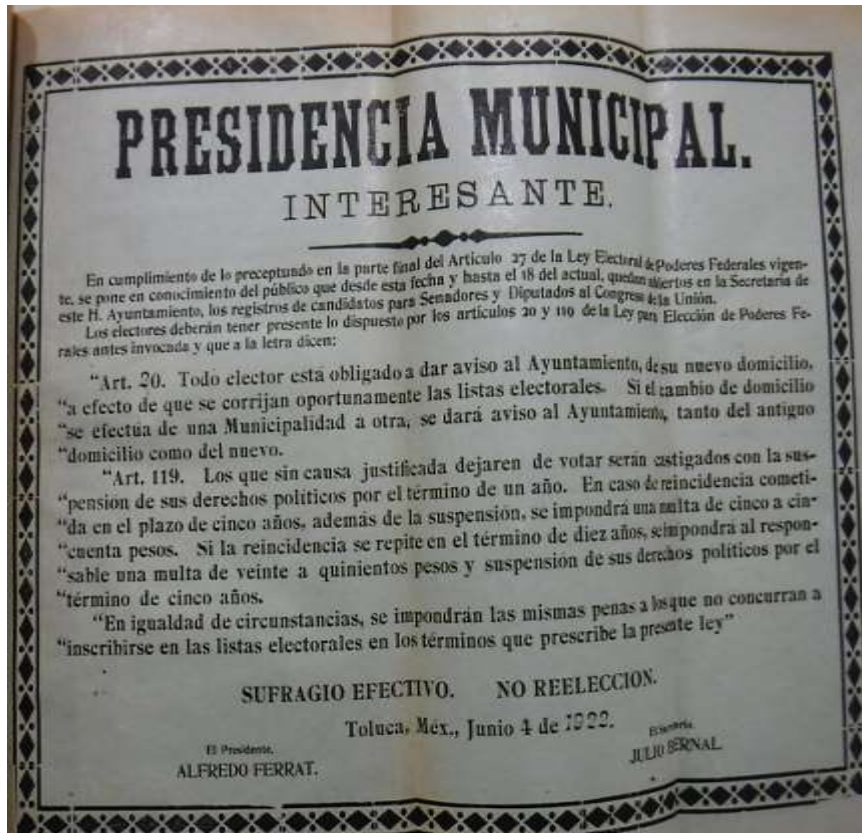 PRESIDENCIA MUNICIPAL.
INTERESANTE.
En cumplimiento de lo preceptuado en la parte final del Artículo 27 de la Ley Electoral de Poderes Federales vigen-
te, se pone en conocimiento del público que desde esta fecha y hasta el 18 del actual, quedan abiertos en la Secretaría de
este H. Ayuntamiento, los registros de candidatos para Senadores y Diputados al Congreso de la Unión.
Los electores deberán tener presente lo dispuesto por los artículos 20 y 119 de la Ley para Elección de Poderes Fe-
rales antes invocada y que a la letra dicen:
"Art. 20. Todo elector está obligado a dar aviso al Ayuntamiento, de su nuevo domicilio,
"a efecto de que se corrijan oportunamente las listas electorales. Si el cambio de domicilio
"se efectúa de una Municipalidad a otra, se dará aviso al Ayuntamiento, tanto del antiguo
"domicilio como del nuevo.
"Art. 119. Los que sin causa justificada dejaren de votar serán castigados con la sus-
"pensión de sus derechos políticos por el término de un año. En caso de reincidencia cometi-
"da en el plazo de cinco años, además de la suspensión, se impondrá una multa de cinco a cin-
"cuenta pesos. Si la reincidencia se repite en el término de diez años, se impondrá al respon-
"sable una multa de veinte a quinientos pesos y suspensión de sus derechos políticos por el
"término de cinco años.
"En igualdad de circunstancias, se impondrán las mismas penas a los que no concurran a
"inscribirse en las listas electorales en los términos que prescribe la presente ley"
SUFRAGIO EFECTIVO. NO REELECCION.
Toluca, Méx., Junio 4 de 1922.
El Presidente, El Secretario,
ALFREDO FERRAT. JULIO BERNAL.